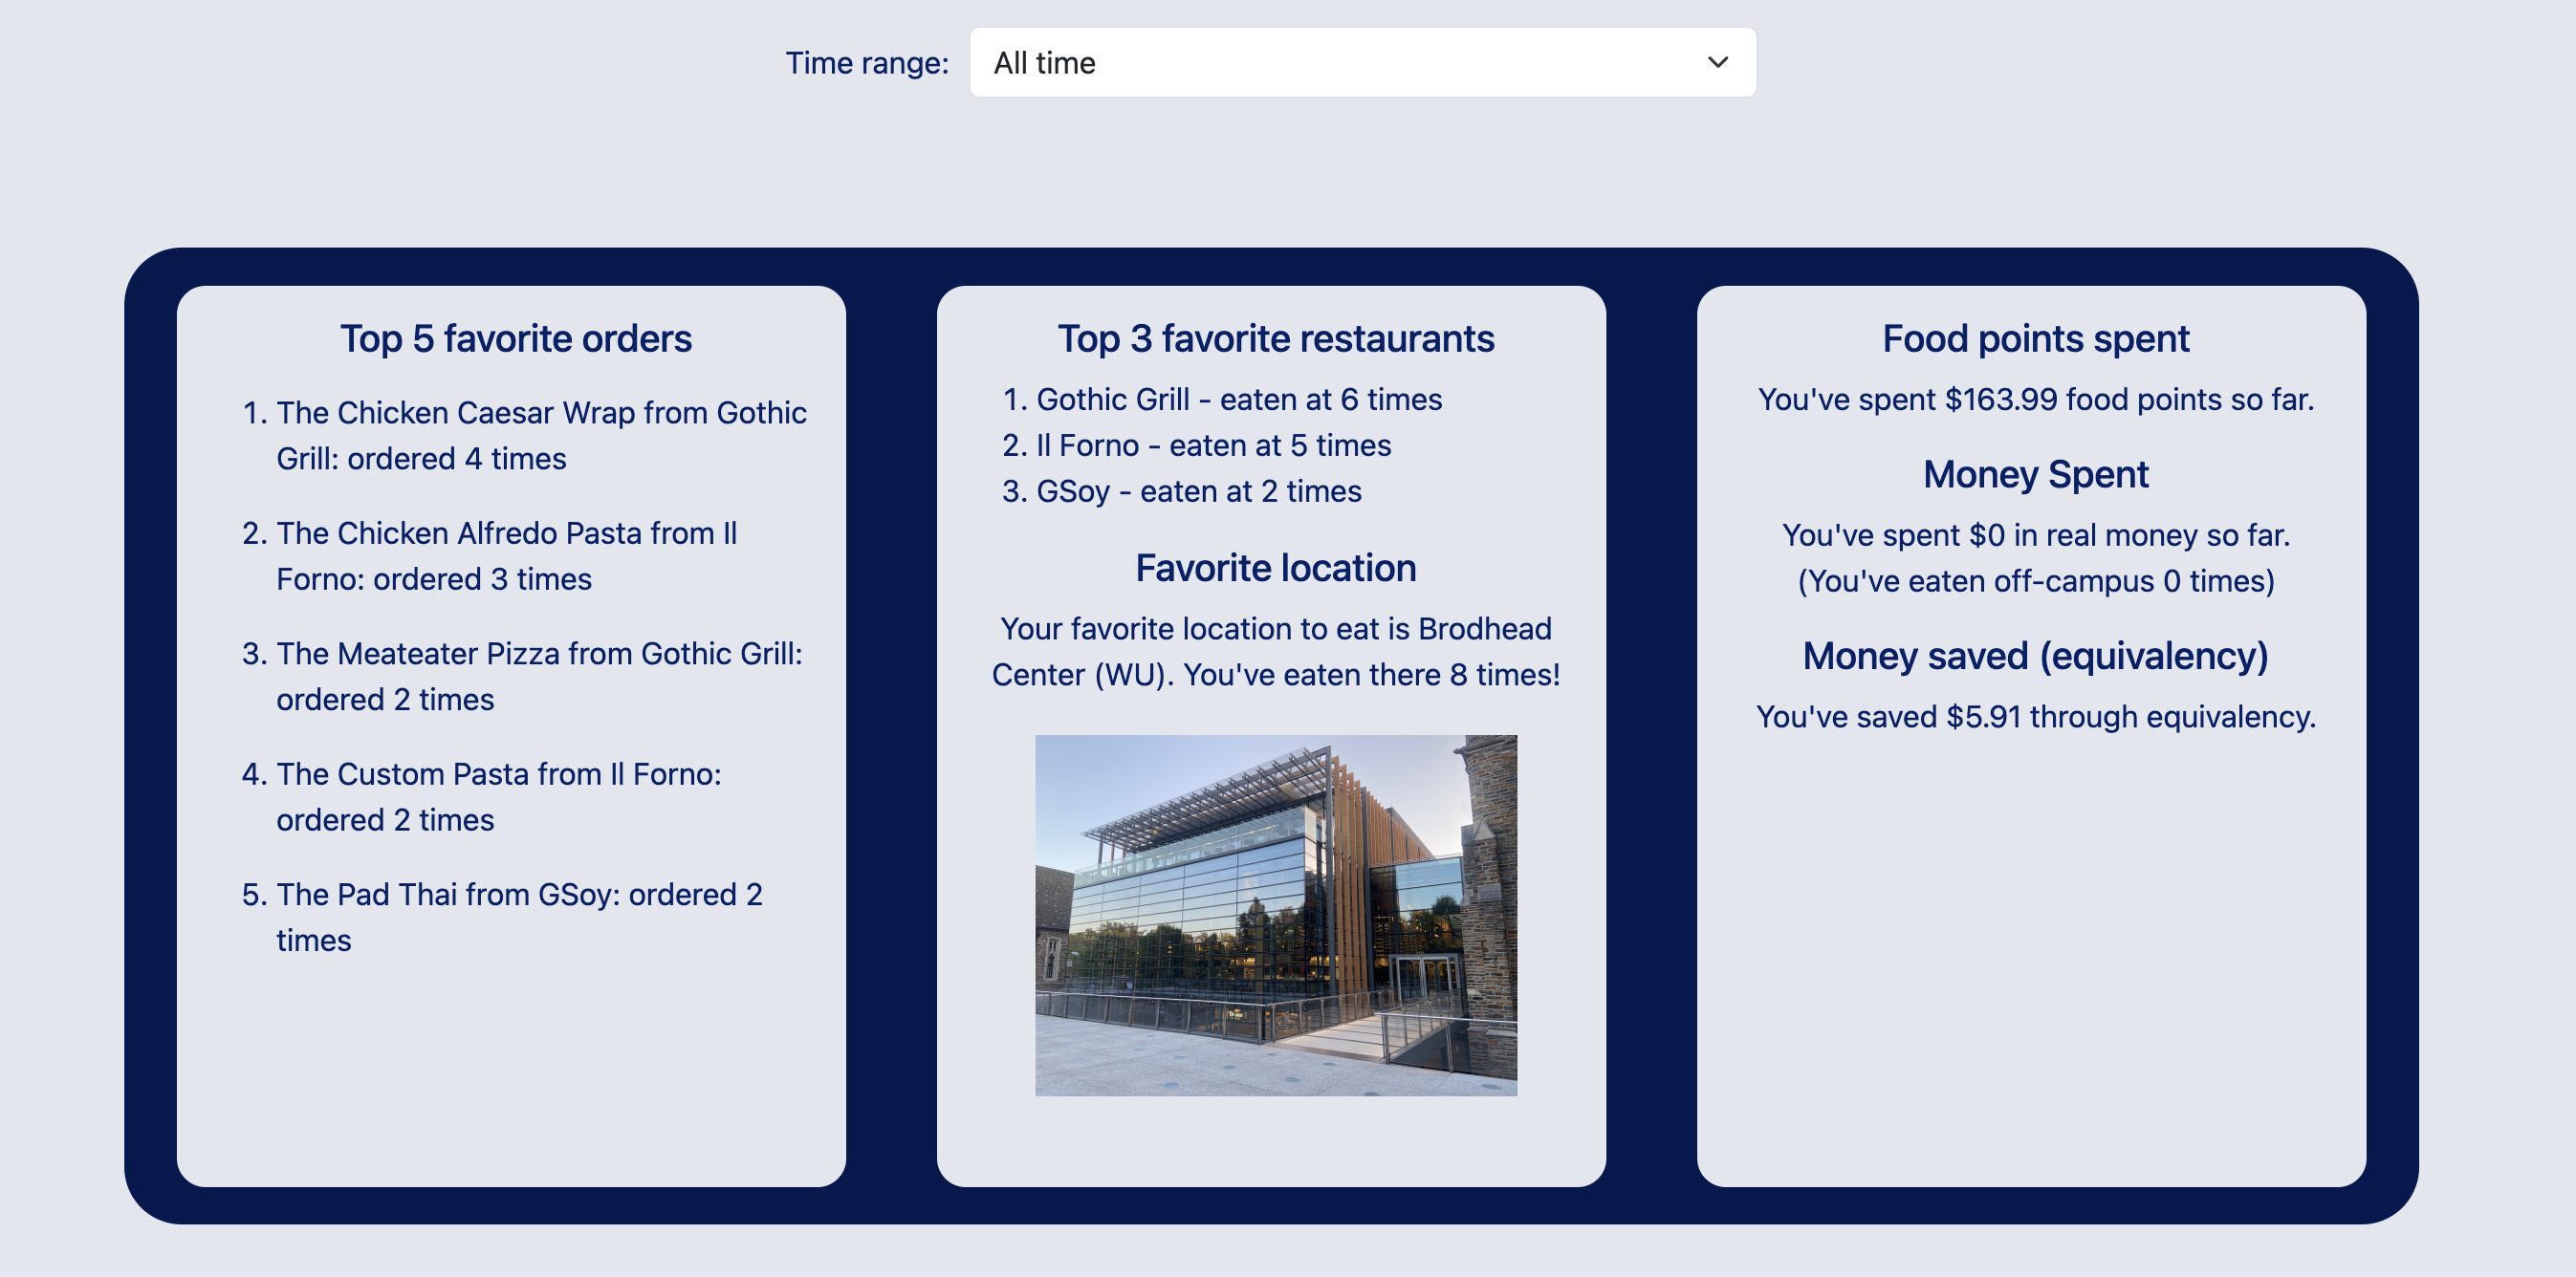 Time range:
All time
Top 5 favorite orders
1. The Chicken Caesar Wrap from Gothic
Grill: ordered 4 times
2. The Chicken Alfredo Pasta from Il
Forno: ordered 3 times
3. The Meateater Pizza from Gothic Grill:
ordered 2 times
4. The Custom Pasta from Il Forno:
ordered 2 times
5. The Pad Thai from GSoy: ordered 2
times
Top 3 favorite restaurants
1. Gothic Grill - eaten at 6 times
2. Il Forno - eaten at 5 times
3. GSoy - eaten at 2 times
Favorite location
Your favorite location to eat is Brodhead
Center (WU). You've eaten there 8 times!
Food points spent
You've spent $163.99 food points so far.
Money Spent
You've spent $0 in real money so far.
(You've eaten off-campus 0 times)
Money saved (equivalency)
You've saved $5.91 through equivalency.